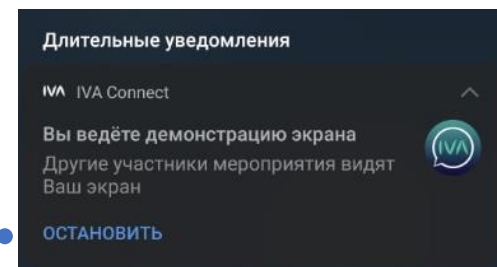 Длительные уведомления
IVA IVA Connect
Вы ведёте демонстрацию экрана
Другие участники мероприятия видят
Ваш экран
IVA
ОСТАНОВИТЬ